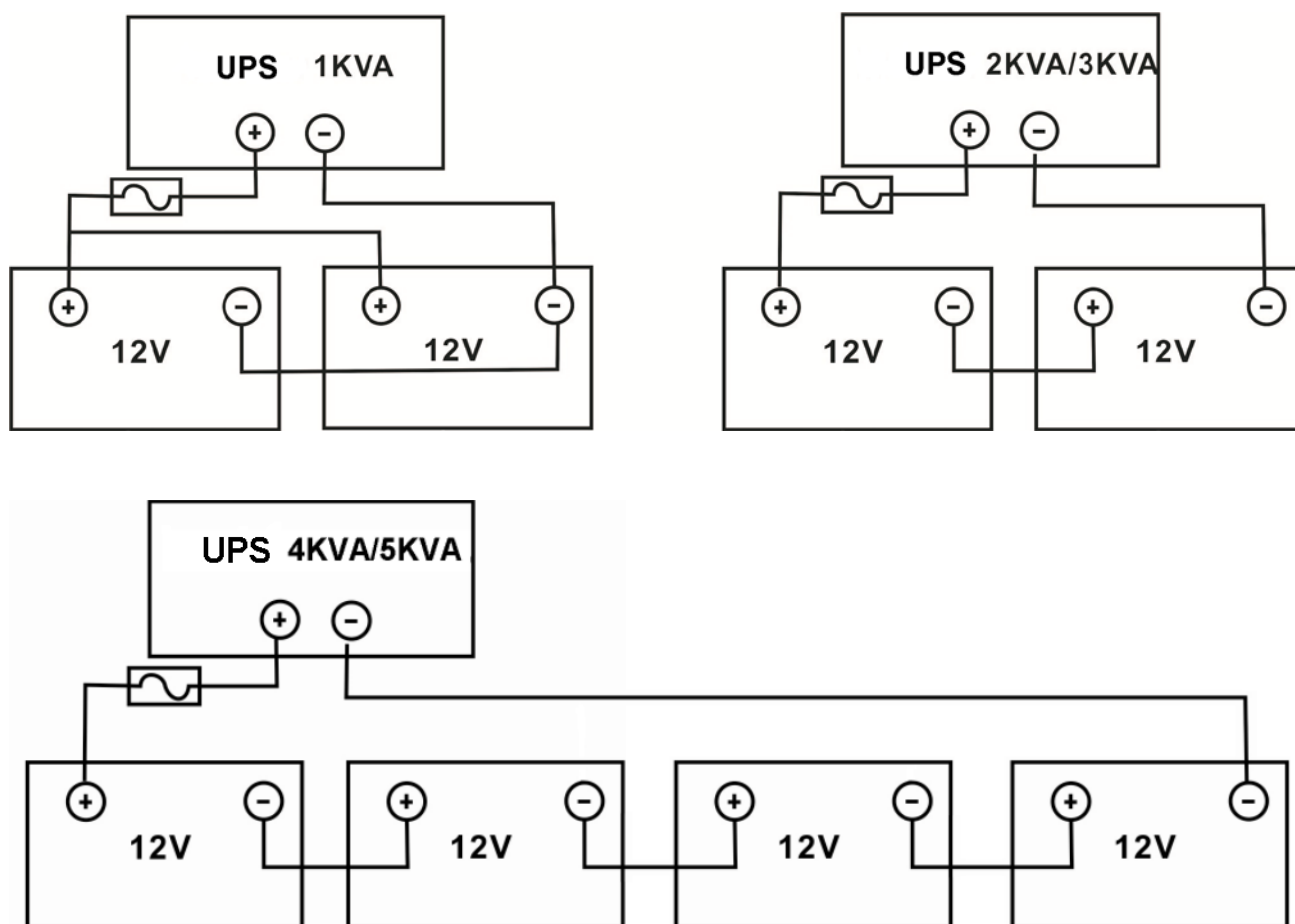 UPS 1KVA
+ −
+ − + −
12V 12V
UPS 2KVA/3KVA
+ −
+ − + −
12V 12V
UPS 4KVA/5KVA
+ −
+ − + − + − + −
12V 12V 12V 12V